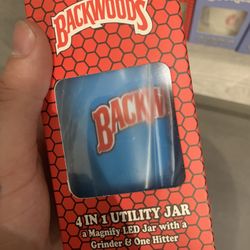 BACKWOODS
BACKW
4 IN 1 UTILITY JAR
a Magnify LED Jar with a
Grinder & One Hitter